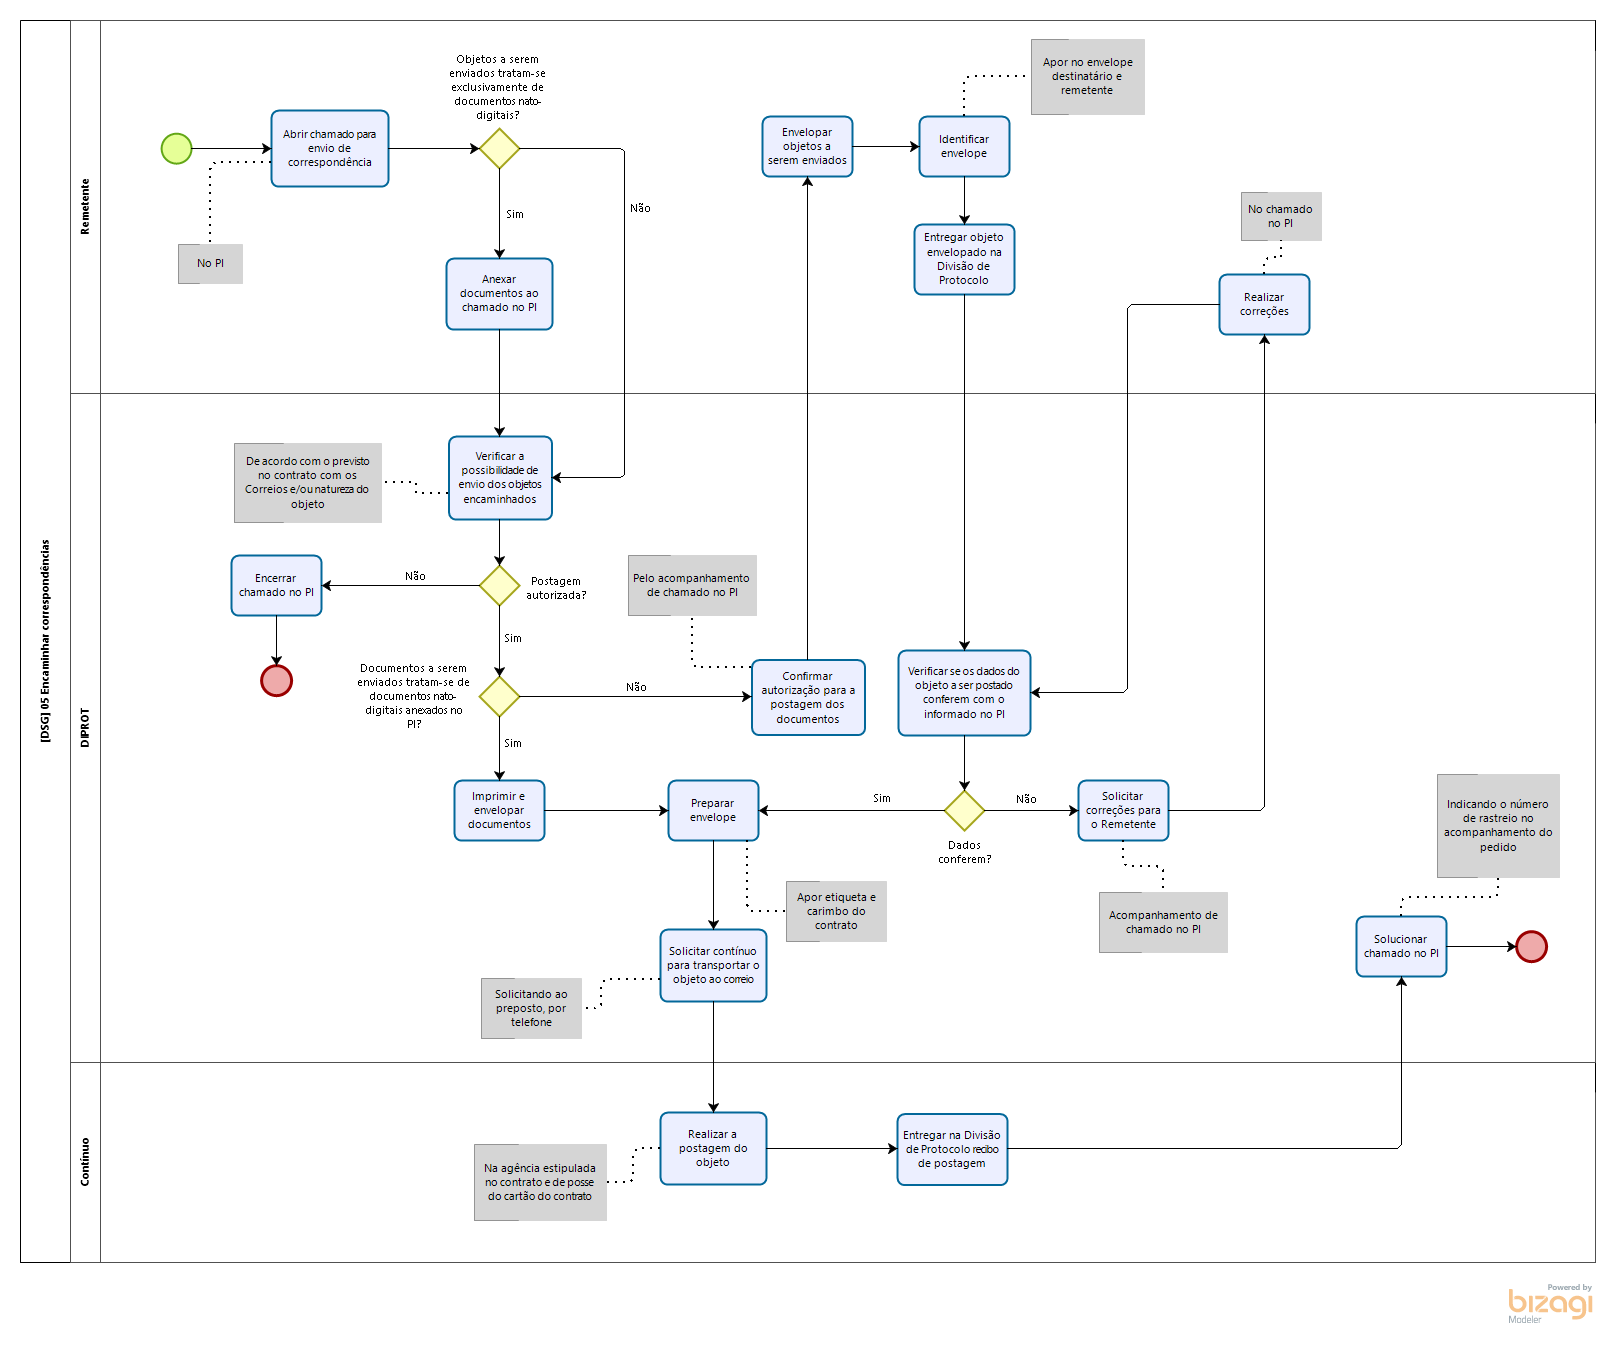 [DSG] 05 Encaminhar correspondências
Remetente
Objetos a serem
enviados tratam-se
exclusivamente de
documentos nato-
digitais?
Abrir chamado para
envio de
correspondência
No PI
Sim
Não
Anexar
documentos ao
chamado no PI
Envelopar
objetos a
serem enviados
Identificar
envelope
Apor no envelope
destinatário e
remetente
Entregar objeto
envelopado na
Divisão de
Protocolo
No chamado
no PI
Realizar
correções
DIPROT
De acordo com o previsto
no contrato com os
Correios e/ou natureza do
objeto
Verificar a
possibilidade de
envio dos objetos
encaminhados
Encerrar
chamado no PI
Não
Postagem
autorizada?
Sim
Pelo acompanhamento
de chamado no PI
Documentos a serem
enviados tratam-se de
documentos nato-
digitais anexados no
PI?
Não
Sim
Confirmar
autorização para a
postagem dos
documentos
Verificar se os dados do
objeto a ser postado
conferem com o
informado no PI
Imprimir e
envelopar
documentos
Preparar
envelope
Sim
Não
Dados
conferem?
Solicitar
correções para
o Remetente
Apor etiqueta e
carimbo do
contrato
Acompanhamento de
chamado no PI
Indicando o número
de rastreio no
acompanhamento do
pedido
Solucionar
chamado no PI
Solicitar contínuo
para transportar o
objeto ao correio
Solicitando ao
preposto, por
telefone
Contínuo
Na agência estipulada
no contrato e de posse
do cartão do contrato
Realizar a
postagem do
objeto
Entregar na Divisão
de Protocolo recibo
de postagem
Powered by
bizagi
Modeler